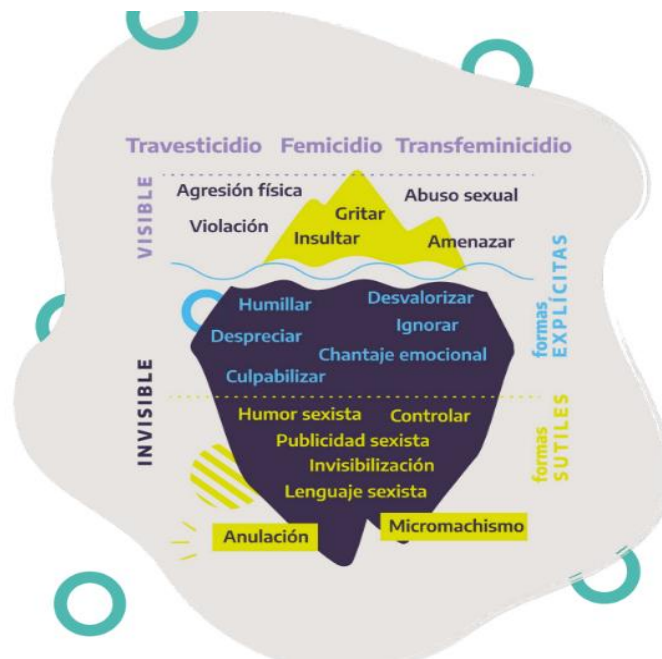 Travesticidio Femicidio Transfeminicidio
VISIBLE
Agresión física
Abuso sexual
Gritar
Violación
Insultar
Amenazar
formas
EXPLÍCITAS
Humillar
Desvalorizar
Ignorar
Despreciar
Chantaje emocional
Culpabilizar
INVISIBLE
Humor sexista
Controlar
Publicidad sexista
Invisibilización
Lenguaje sexista
formas
SUTILES
Anulación
Micromachismo